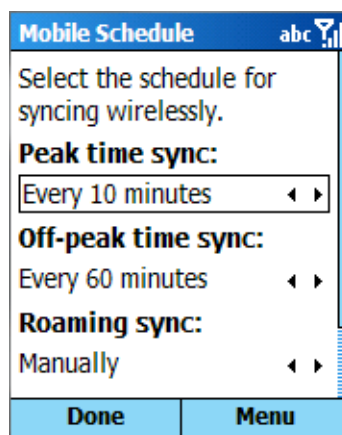 Mobile Schedule abc
Select the schedule for
syncing wirelessly.
Peak time sync:
Every 10 minutes
Off-peak time sync:
Every 60 minutes
Roaming sync:
Manually
Done Menu